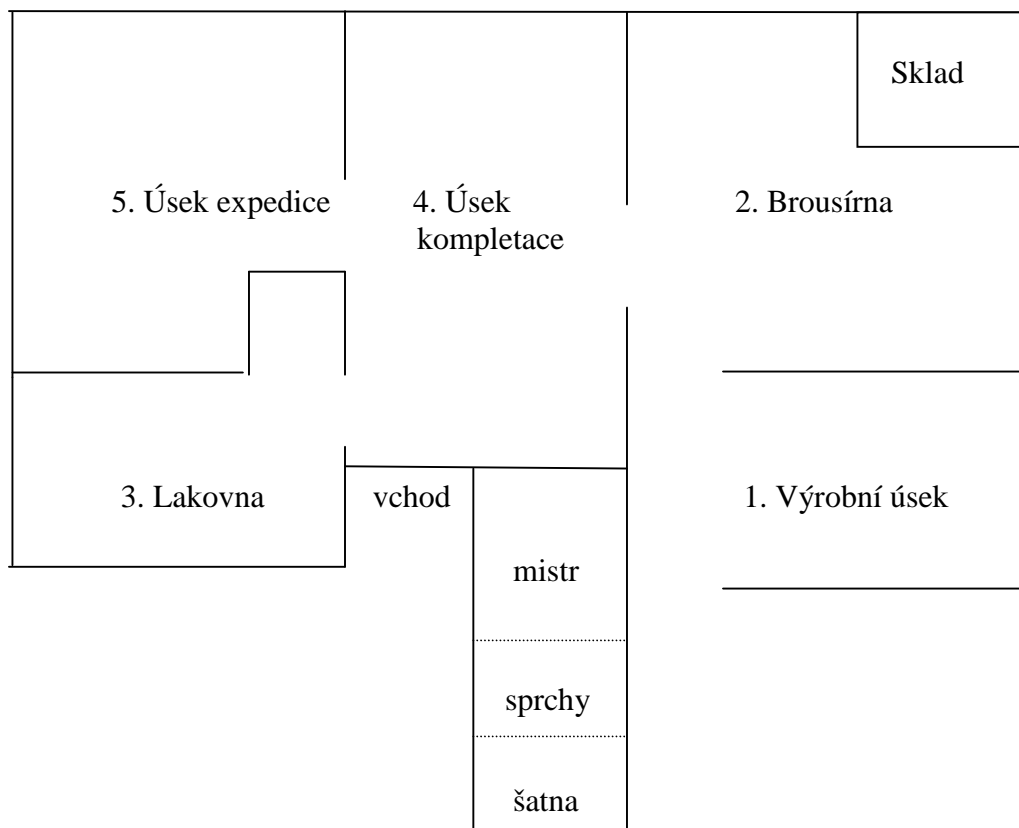 Sklad
5. Úsek expedice
4. Úsek
kompletace
2. Brousírna
3. Lakovna
vchod
1. Výrobní úsek
mistr
sprchy
šatna